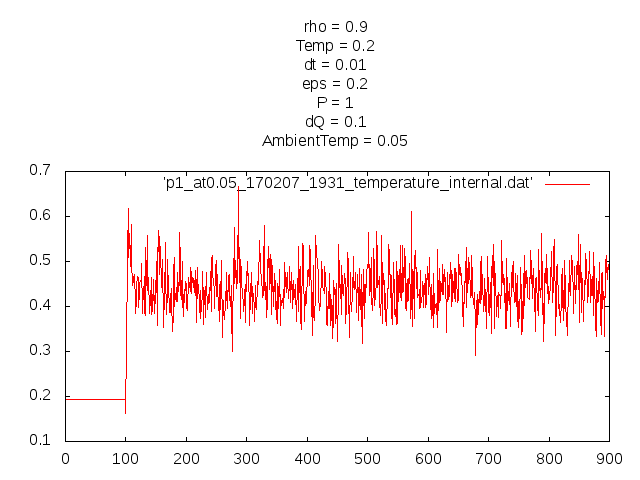 rho = 0.9
Temp = 0.2
dt = 0.01
eps = 0.2
P = 1
dQ = 0.1
AmbientTemp = 0.05
0.7
'p1_at0.05_170207_1931_temperature_internal.dat'
0.6
0.5
0.4
0.3
0.2
0.1
0 100 200 300 400 500 600 700 800 900